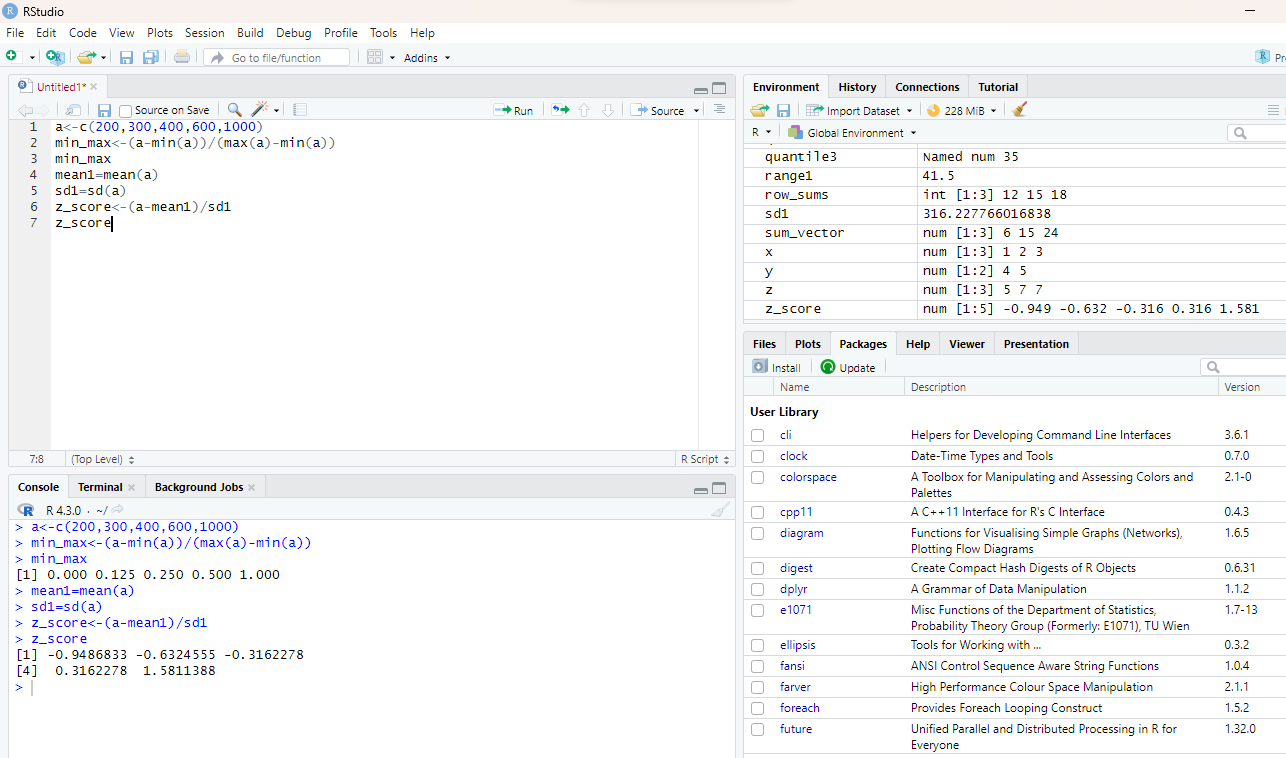 RStudio
File Edit Code View Plots Session Build Debug Profile Tools Help
Go to file/function Addins
Untitled1*
Source on Save Run Source
1 a<-c(200,300,400,600,1000)
2 min_max<-(a-min(a))/(max(a)-min(a))
3 min_max
4 mean1=mean(a)
5 sd1=sd(a)
6 z_score<-(a-mean1)/sd1
7 z_score
7:8 (Top Level) R Script
Console Terminal Background Jobs
R 4.3.0 · ~/
> a<-c(200,300,400,600,1000)
> min_max<-(a-min(a))/(max(a)-min(a))
> min_max
[1] 0.000 0.125 0.250 0.500 1.000
> mean1=mean(a)
> sd1=sd(a)
> z_score<-(a-mean1)/sd1
> z_score
[1] -0.9486833 -0.6324555 -0.3162278
[4] 0.3162278 1.5811388
>
Environment History Connections Tutorial
Import Dataset 228 MiB
R Global Environment
quantile3 Named num 35
range1 41.5
row_sums int [1:3] 12 15 18
sd1 316.227766016838
sum_vector num [1:3] 6 15 24
x num [1:3] 1 2 3
y num [1:2] 4 5
z num [1:3] 5 7 7
z_score num [1:5] -0.949 -0.632 -0.316 0.316 1.581
Files Plots Packages Help Viewer Presentation
Install Update
Name Description Version
User Library
cli Helpers for Developing Command Line Interfaces 3.6.1
clock Date-Time Types and Tools 0.7.0
colorspace A Toolbox for Manipulating and Assessing Colors and 2.1-0
Palettes
cpp11 A C++11 Interface for R's C Interface 0.4.3
diagram Functions for Visualising Simple Graphs (Networks), 1.6.5
Plotting Flow Diagrams
digest Create Compact Hash Digests of R Objects 0.6.31
dplyr A Grammar of Data Manipulation 1.1.2
e1071 Misc Functions of the Department of Statistics, 1.7-13
Probability Theory Group (Formerly: E1071), TU Wien
ellipsis Tools for Working with ... 0.3.2
fansi ANSI Control Sequence Aware String Functions 1.0.4
farver High Performance Colour Space Manipulation 2.1.1
foreach Provides Foreach Looping Construct 1.5.2
future Unified Parallel and Distributed Processing in R for 1.32.0
Everyone